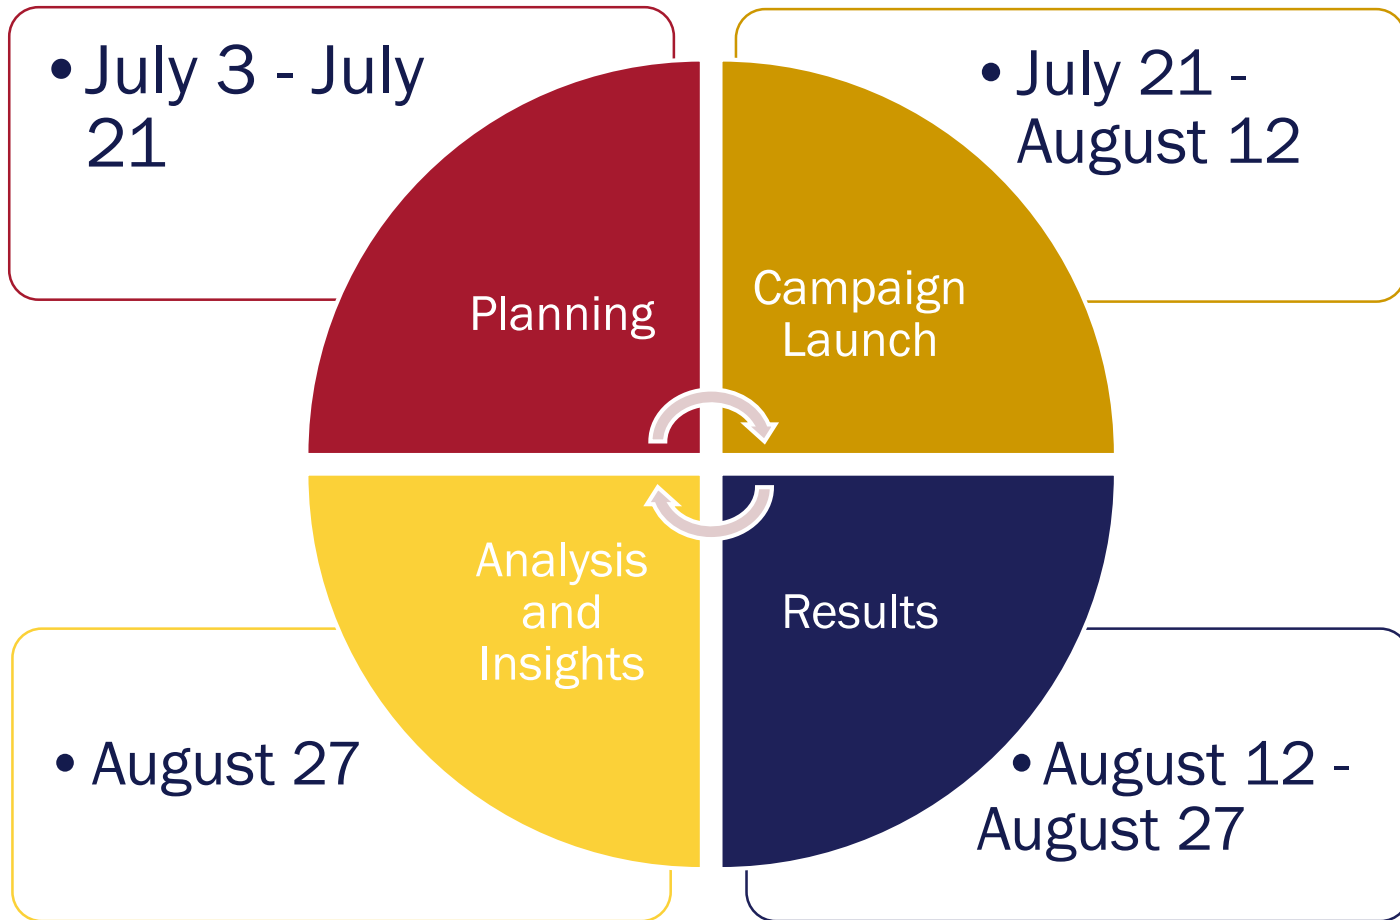 • July 3 - July
21
Planning
Campaign
Launch
• July 21 -
August 12
Analysis
and
Insights
• August 27
Results
• August 12 -
August 27